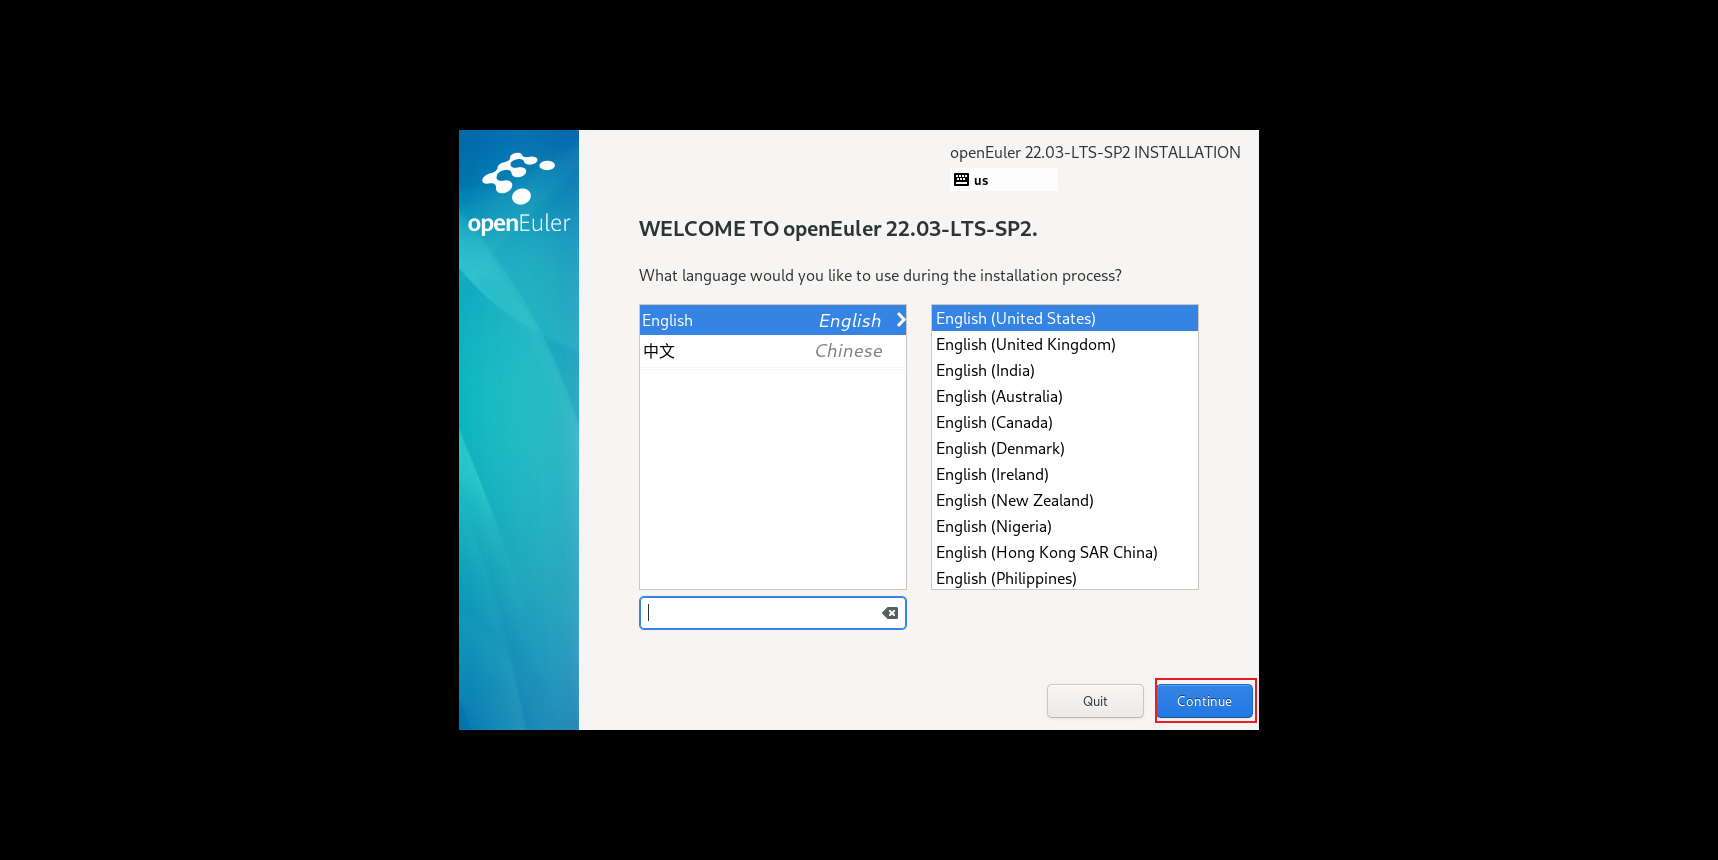 openEuler
openEuler 22.03-LTS-SP2 INSTALLATION
us
WELCOME TO openEuler 22.03-LTS-SP2.
What language would you like to use during the installation process?
English English
中文 Chinese
English (United States)
English (United Kingdom)
English (India)
English (Australia)
English (Canada)
English (Denmark)
English (Ireland)
English (New Zealand)
English (Nigeria)
English (Hong Kong SAR China)
English (Philippines)
Quit
Continue